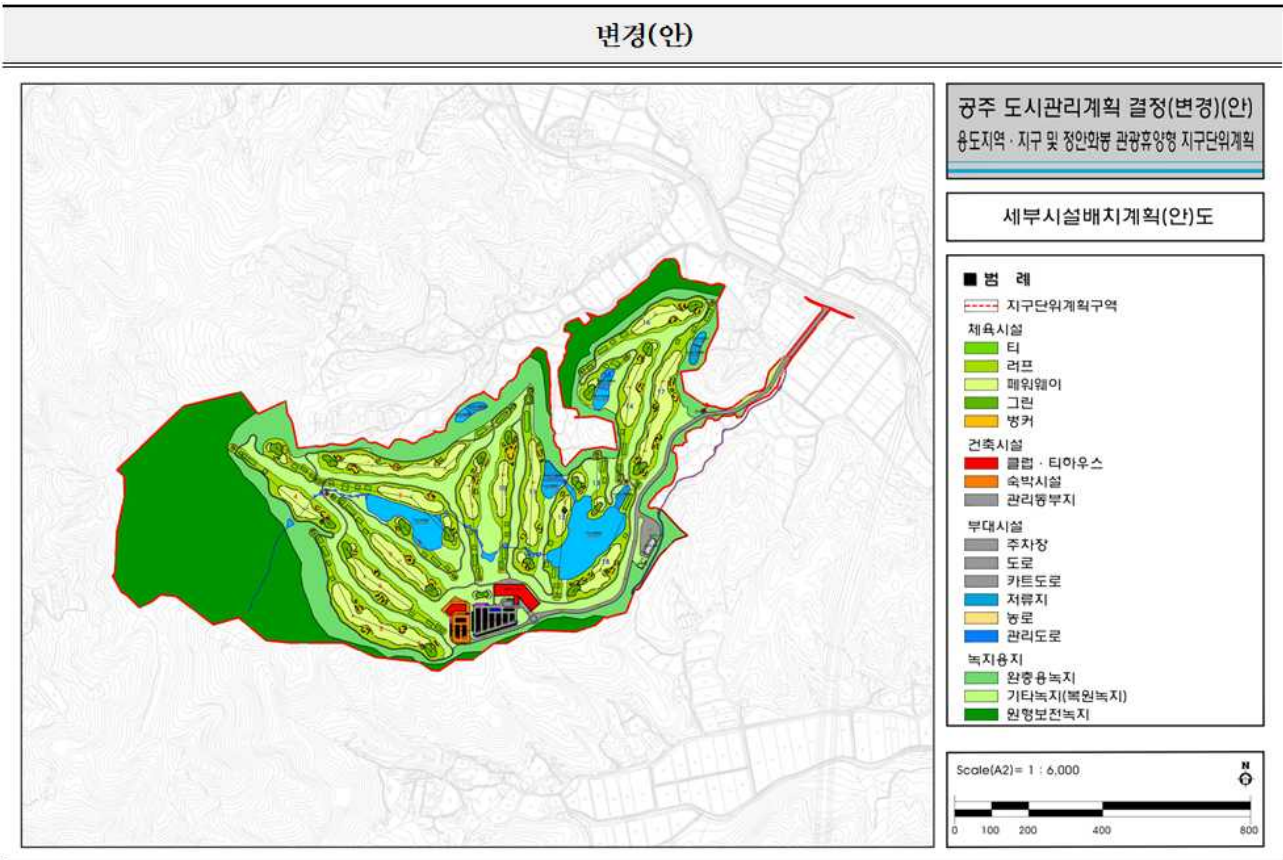 변경(안)
공주 도시관리계획 결정(변경)(안)
용도지역 · 지구 및 정안화봉 관광휴양형 지구단위계획
세부시설배치계획(안)도
■ 범 례
지구단위계획구역
체육시설
티
러프
페워웨이
그린
벙커
건축시설
클럽 · 티하우스
숙박시설
관리동부지
부대시설
주차장
도로
카트도로
저류지
농로
관리도로
녹지용지
완충용녹지
기타녹지(복원녹지)
원형보전녹지
Scale(A2)= 1 : 6,000
N
0 100 200 400 800